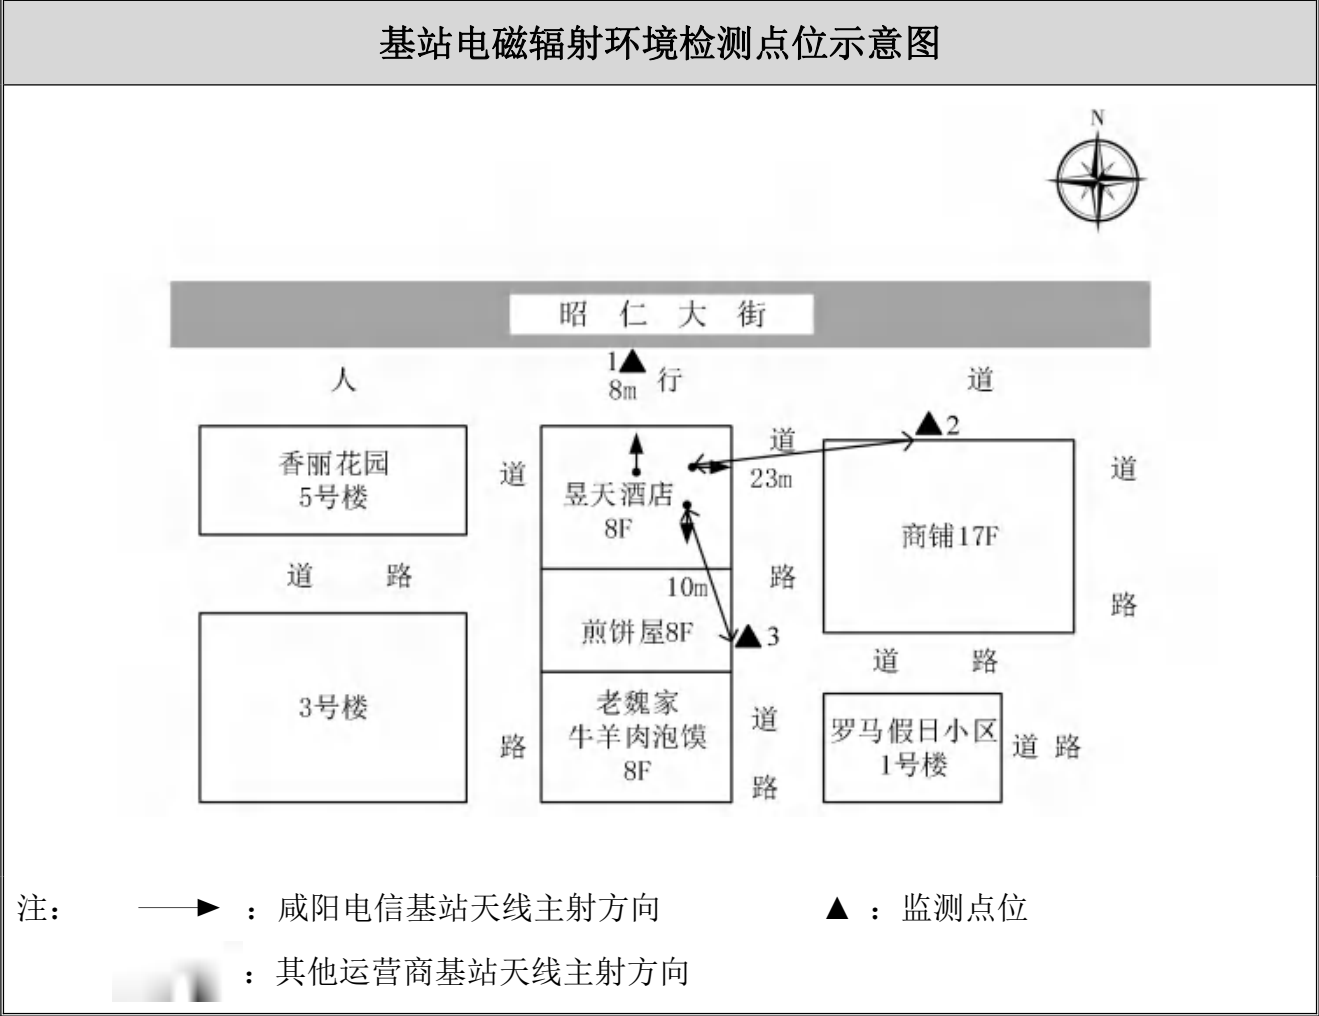 基站电磁辐射环境检测点位示意图
N
昭仁大街
1
8m
人 行 道
2
道
23m
香丽花园
5号楼
道
昱天酒店
8F
商铺17F
道
道 路
10m
路
路
煎饼屋8F
3
道 路
3号楼
老魏家
牛羊肉泡馍
8F
道
路
路
罗马假日小区
1号楼
道 路
注： ：咸阳电信基站天线主射方向 ▲：监测点位
：其他运营商基站天线主射方向